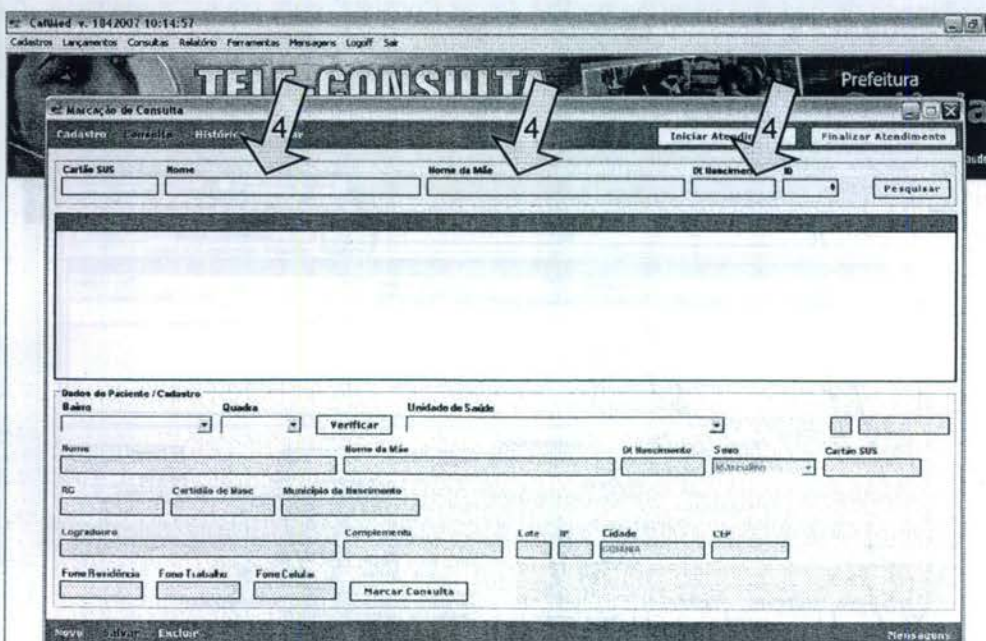 CallMed v. 1842007 10:14:57
Cadastros Lançamentos Consultas Relatório Ferramentas Mensagens Logoff Sair
TELE-CONSULTA
Prefeitura
Marcação de Consulta
4 4 4
Cadastro Consulta Iniciar Finalizar Atendimento
Cartão SUS Nome Nome da Mãe Dt Nascimento ID
Pesquisar
Dados do Paciente / Cadastro
Bairro Quadra Unidade de Saúde
Verificar
Nome Nome da Mãe Dt Nascimento Sexo Cartão SUS
Masculino
RG Certidão de Nasc Município de Nascimento
Logradouro Complemento Lote Nº Cidade CEP
GOIANIA
Fone Residência Fone Trabalho Fone Celular
Marcar Consulta
Novo Salvar Excluir Mensagens